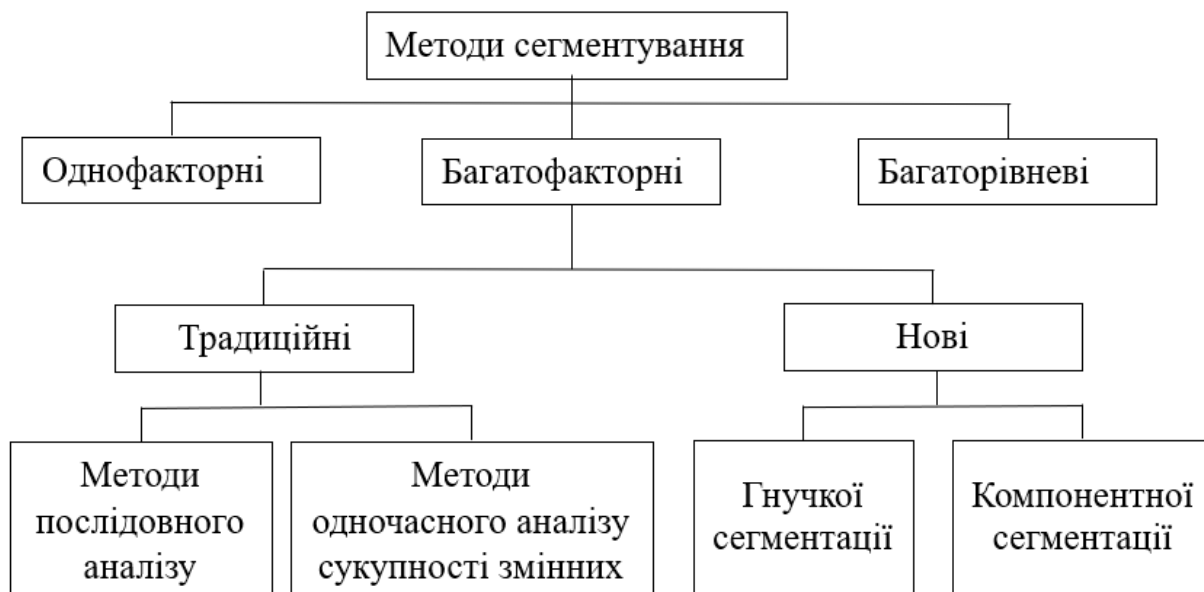 Методи сегментування
Однофакторні
Багатофакторні
Багаторівневі
Традиційні
Нові
Методи
послідовного
аналізу
Методи
одночасного аналізу
сукупності змінних
Гнучкої
сегментації
Компонентної
сегментації